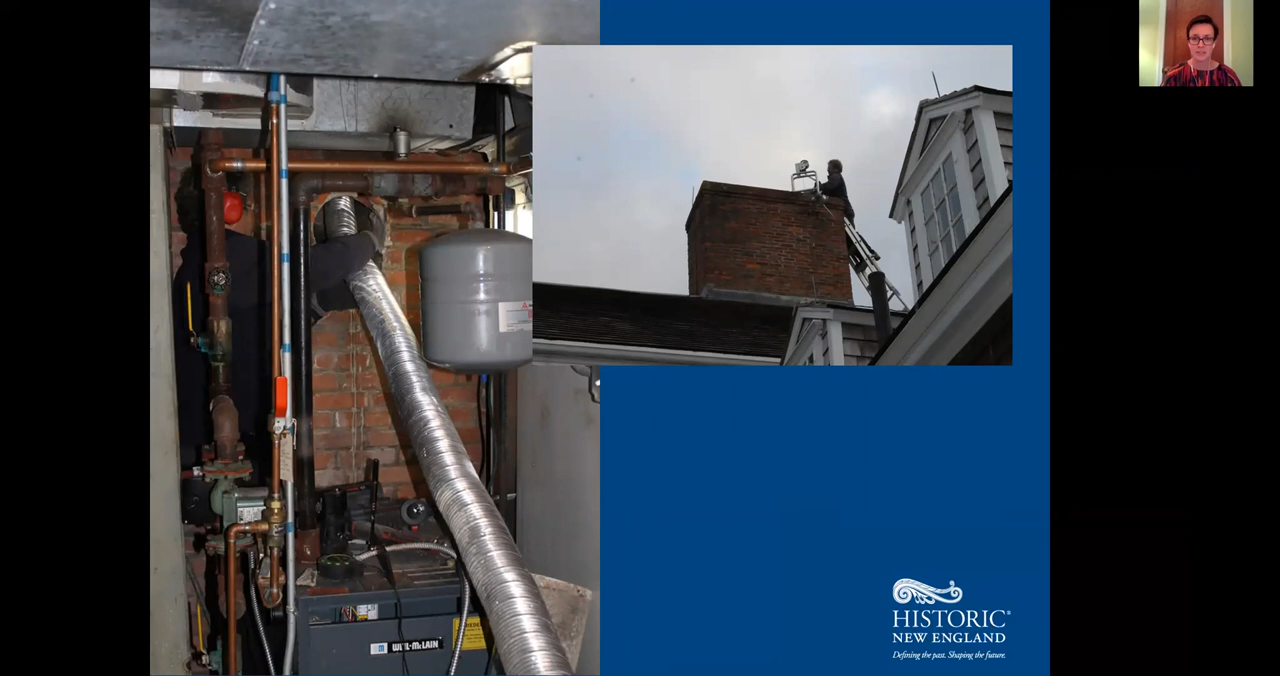 WEIL-McLAIN
HISTORIC®
NEW ENGLAND
Defining the past. Shaping the future.